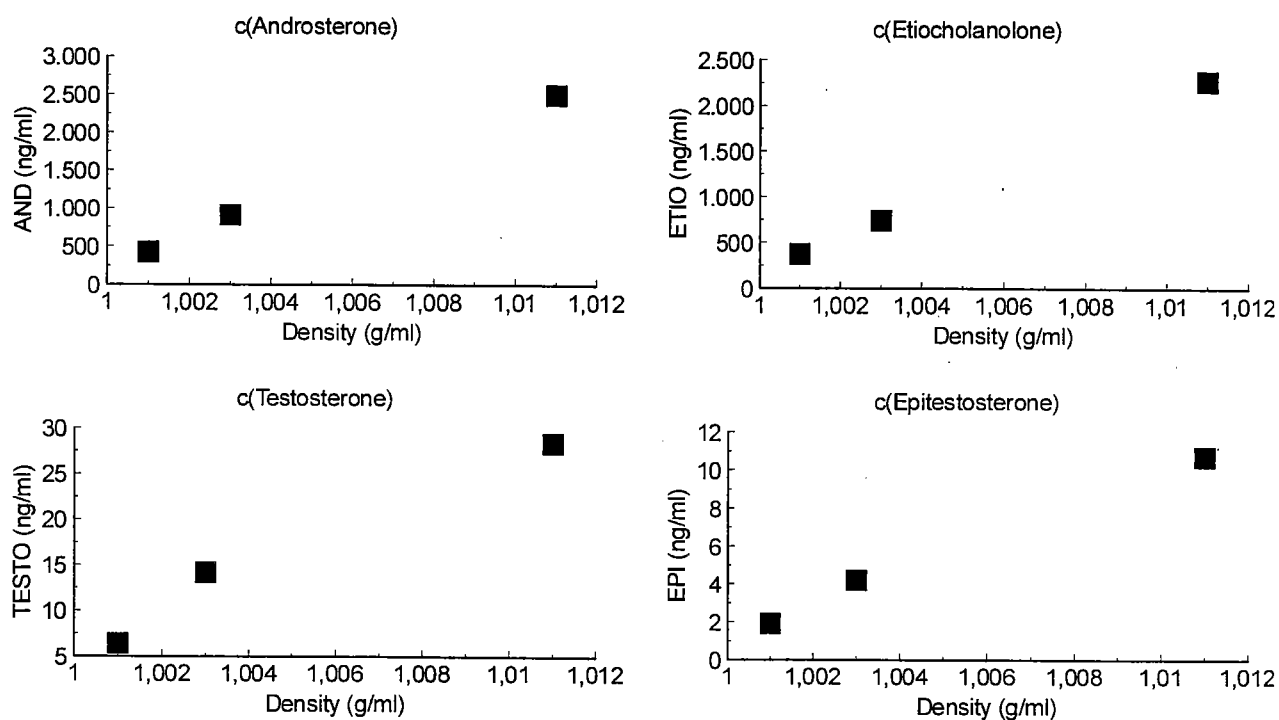 c(Androsterone)
AND (ng/ml)
3.000
2.500
2.000
1.500
1.000
500
0
1 1,002 1,004 1,006 1,008 1,01 1,012
Density (g/ml)
c(Etiocholanolone)
ETIO (ng/ml)
2.500
2.000
1.500
1.000
500
0
1 1,002 1,004 1,006 1,008 1,01 1,012
Density (g/ml)
c(Testosterone)
TESTO (ng/ml)
30
25
20
15
10
5
1 1,002 1,004 1,006 1,008 1,01 1,012
Density (g/ml)
c(Epitestosterone)
EPI (ng/ml)
12
10
8
6
4
2
0
1 1,002 1,004 1,006 1,008 1,01 1,012
Density (g/ml)